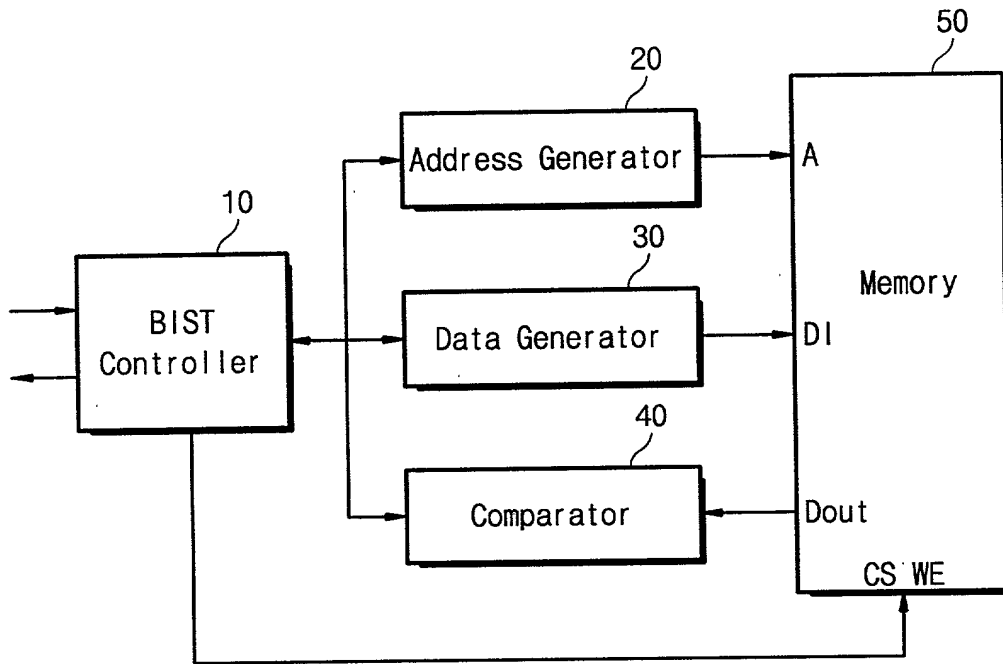 50
20
Address Generator
A
10
30
Memory
BIST
Controller
Data Generator
DI
40
Comparator
Dout
CS WE